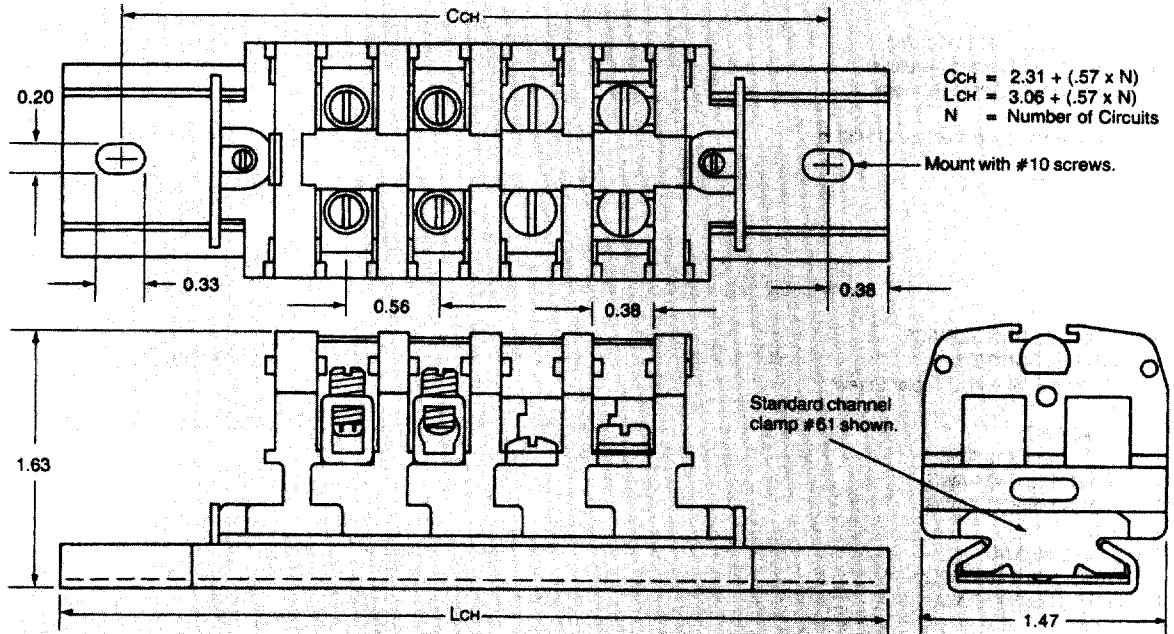 CCH
CCH = 2.31 + (.57 x N)
LCH = 3.06 + (.57 x N)
N = Number of Circuits
0.20
Mount with #10 screws.
0.33
0.56
0.38
0.38
Standard channel
clamp #61 shown.
1.63
LCH
1.47